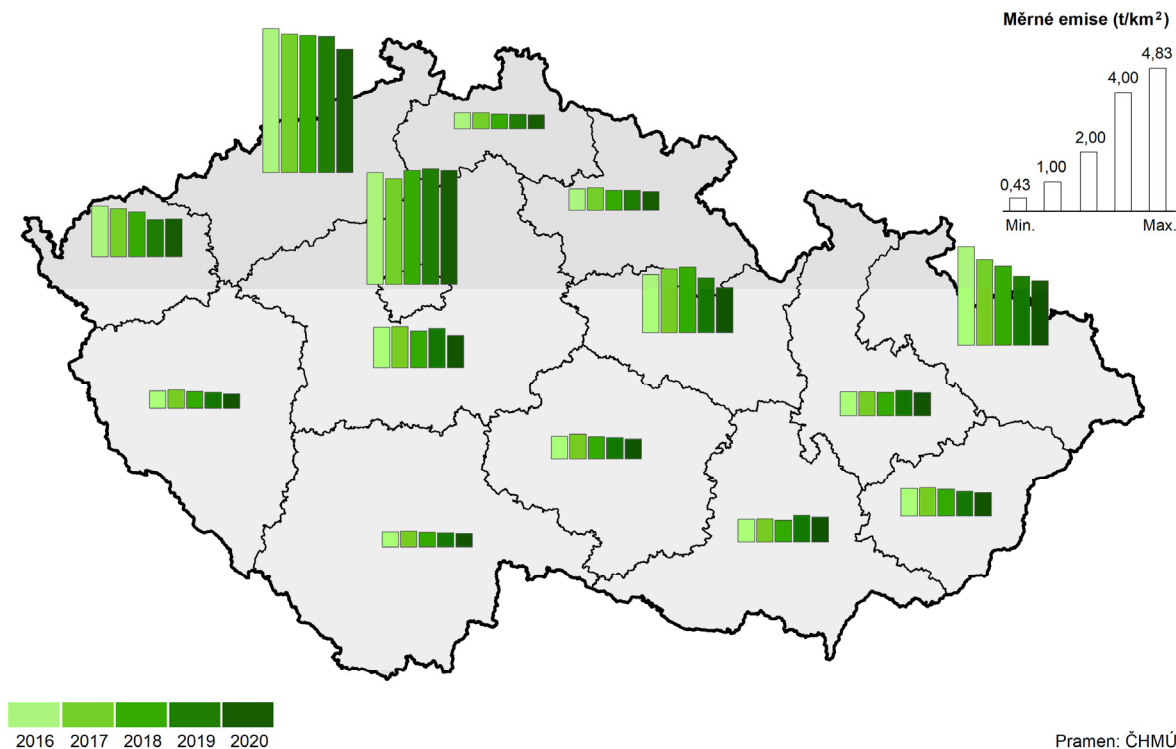 Měrné emise (t/km²)
4,83
4,00
2,00
1,00
0,43
Min. Max.
2016 2017 2018 2019 2020
Pramen: ČHMÚ